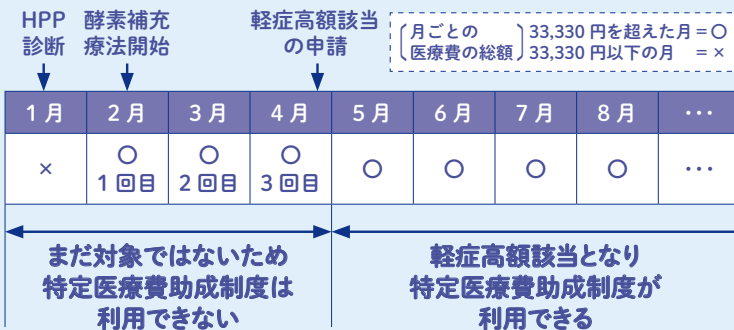 HPP
診断
酵素補充
療法開始
軽症高額該当
の申請
月ごとの
医療費の総額
33,330 円を超えた月＝○
33,330 円以下の月　＝×
1 月　2 月　3 月　4 月　5 月　6 月　7 月　8 月　…
×　○　○　○　○　○　○　○　…
1 回目　2 回目　3 回目
まだ対象ではないため
特定医療費助成制度は
利用できない
軽症高額該当となり
特定医療費助成制度が
利用できる